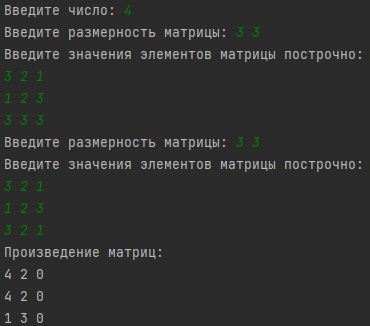 Введите число: 4
Введите размерность матрицы: 3 3
Введите значения элементов матрицы построчно:
3 2 1
1 2 3
3 3 3
Введите размерность матрицы: 3 3
Введите значения элементов матрицы построчно:
3 2 1
1 2 3
3 2 1
Произведение матриц:
4 2 0
4 2 0
1 3 0